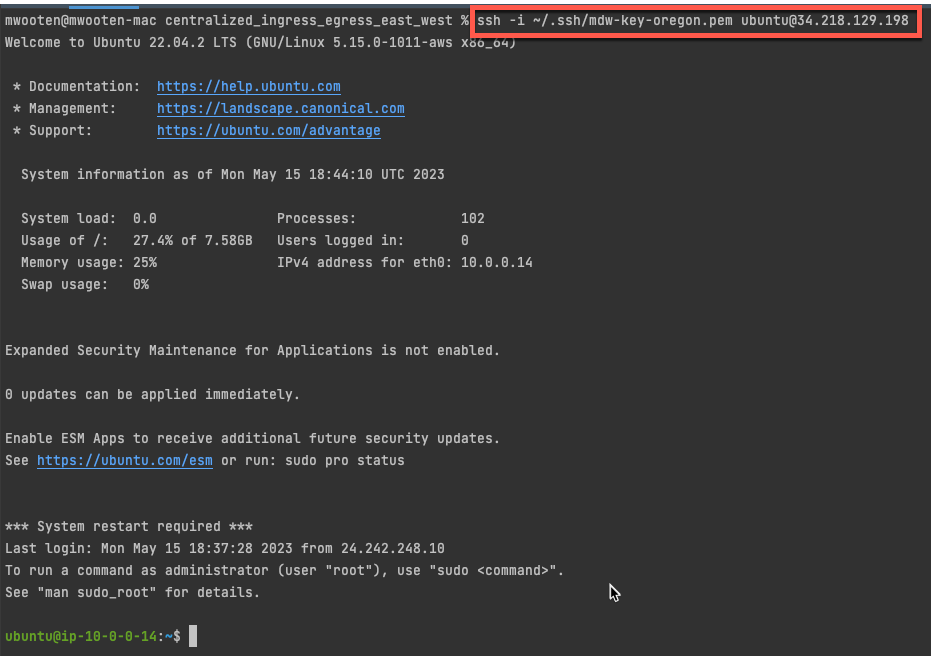 mwooten@mwooten-mac centralized_ingress_egress_east_west % ssh -i ~/.ssh/mdw-key-oregon.pem ubuntu@34.218.129.198
Welcome to Ubuntu 22.04.2 LTS (GNU/Linux 5.15.0-1011-aws x86_64)
* Documentation: https://help.ubuntu.com
* Management: https://landscape.canonical.com
* Support: https://ubuntu.com/advantage
System information as of Mon May 15 18:44:10 UTC 2023
System load: 0.0 Processes: 102
Usage of /: 27.4% of 7.58GB Users logged in: 0
Memory usage: 25% IPv4 address for eth0: 10.0.0.14
Swap usage: 0%
Expanded Security Maintenance for Applications is not enabled.
0 updates can be applied immediately.
Enable ESM Apps to receive additional future security updates.
See https://ubuntu.com/esm or run: sudo pro status
*** System restart required ***
Last login: Mon May 15 18:37:28 2023 from 24.242.248.10
To run a command as administrator (user "root"), use "sudo <command>".
See "man sudo_root" for details.
ubuntu@ip-10-0-0-14:~$